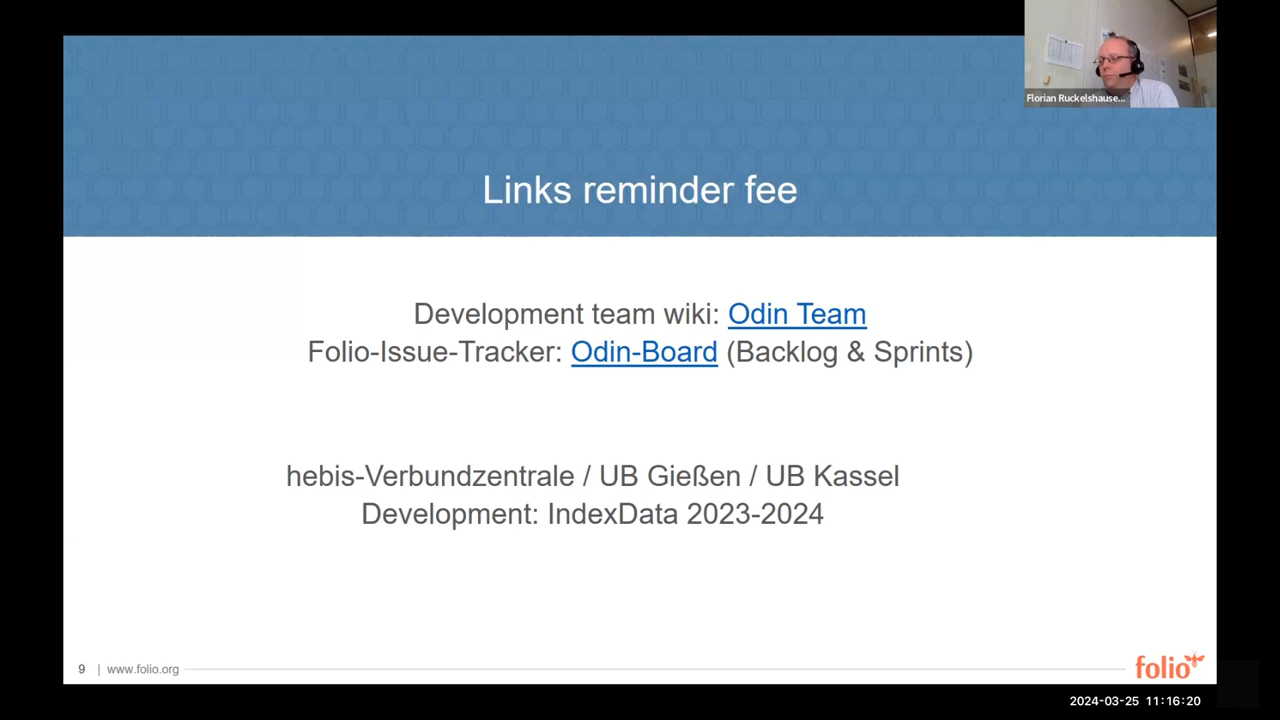 Florian Ruckelshause...
Links reminder fee
Development team wiki: Odin Team
Folio-Issue-Tracker: Odin-Board (Backlog & Sprints)
hebis-Verbundzentrale / UB Gießen / UB Kassel
Development: IndexData 2023-2024
9 | www.folio.org
folio
2024-03-25 11:16:20